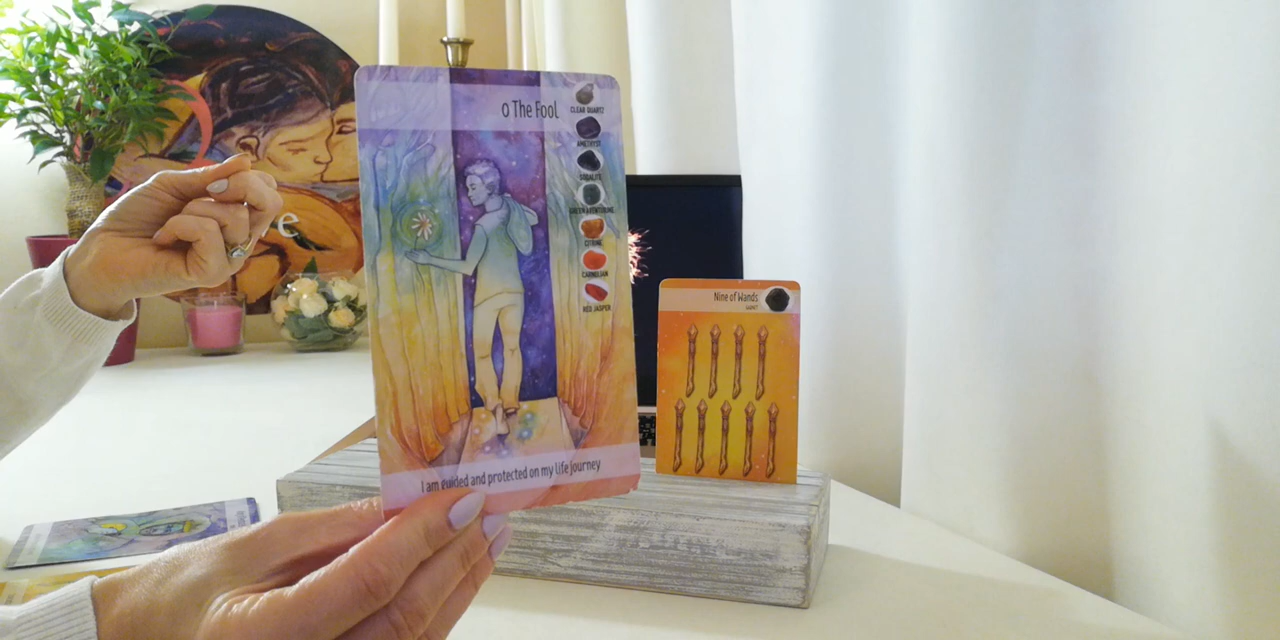 0 The Fool
CLEAR QUARTZ
AMETHYST
SODALITE
GREEN AVENTURINE
CITRINE
CARNELIAN
RED JASPER
I am guided and protected on my life journey
Nine of Wands
e